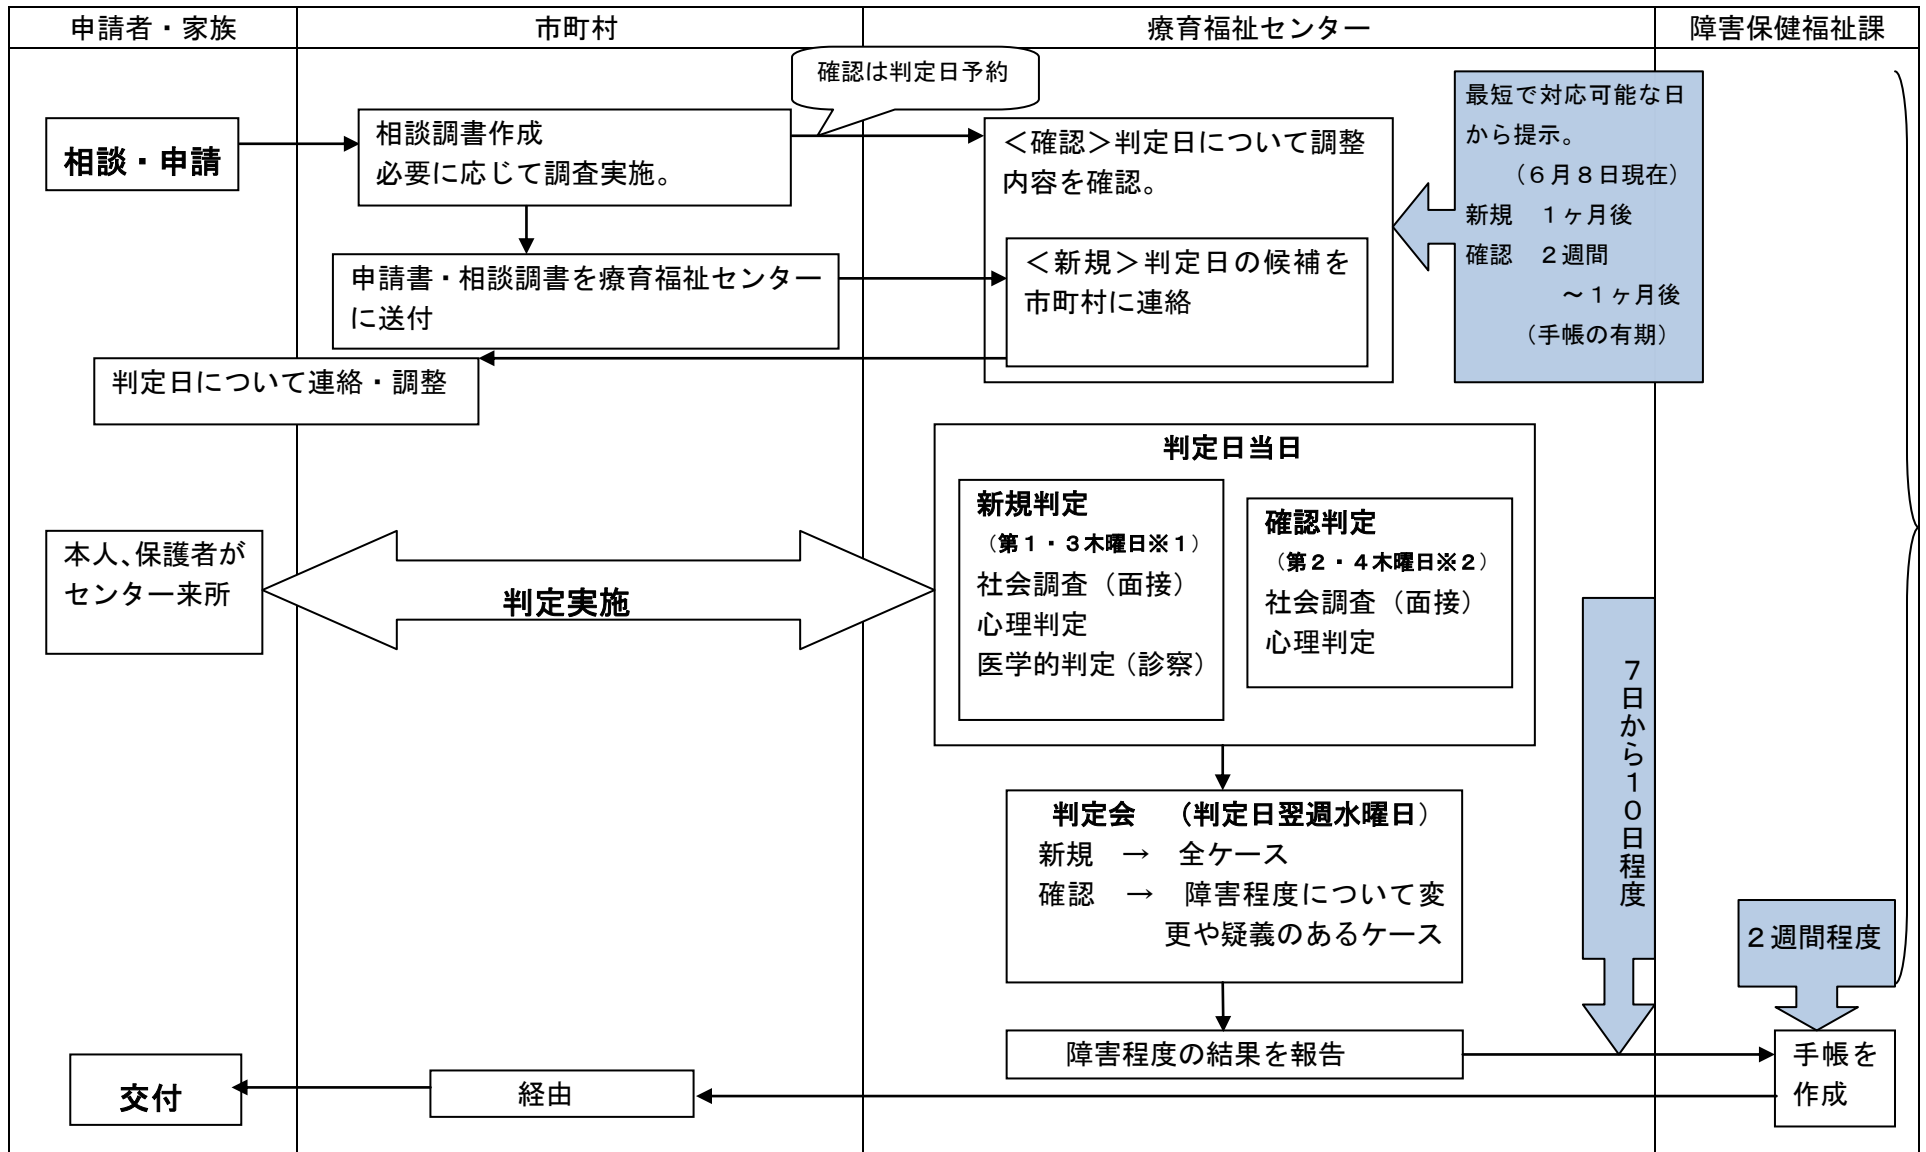 申請者・家族
市町村
療育福祉センター
障害保健福祉課
確認は判定日予約
相談・申請
相談調書作成
必要に応じて調査実施。
＜確認＞判定日について調整
内容を確認。
最短で対応可能な日
から提示。
（６月８日現在）
新規　１ヶ月後
確認　２週間
～１ヶ月後
（手帳の有期）
申請書・相談調書を療育福祉センター
に送付
＜新規＞判定日の候補を
市町村に連絡
判定日について連絡・調整
判定日当日
新規判定
（第１・３木曜日※１）
社会調査（面接）
心理判定
医学的判定（診察）
確認判定
（第２・４木曜日※２）
社会調査（面接）
心理判定
本人、保護者が
センター来所
判定実施
７日から１０日程度
判定会　（判定日翌週水曜日）
新規　→　全ケース
確認　→　障害程度について変
更や疑義のあるケース
２週間程度
障害程度の結果を報告
手帳を
作成
経由
交付